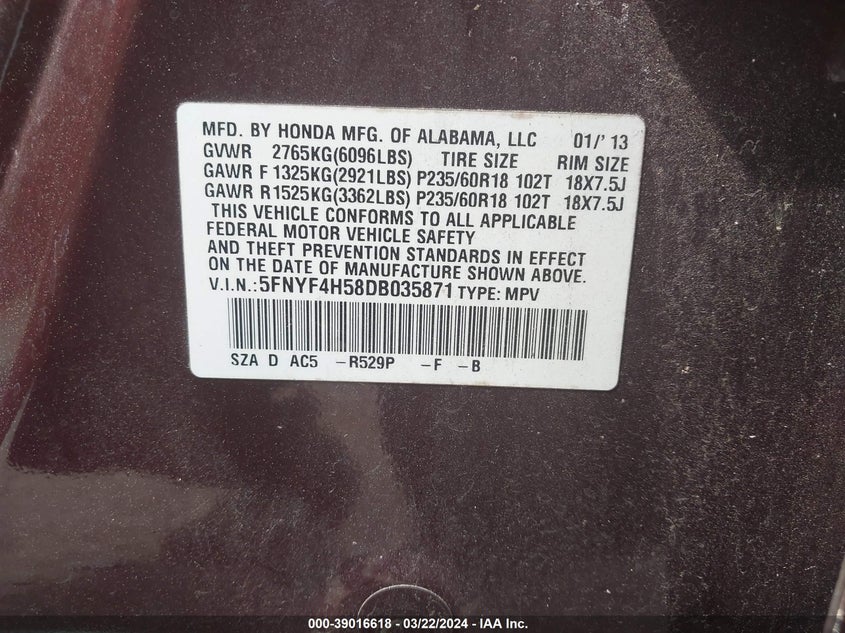 MFD. BY HONDA MFG. OF ALABAMA, LLC 01/' 13
GVWR 2765KG(6096LBS) TIRE SIZE RIM SIZE
GAWR F 1325KG(2921LBS) P235/60R18 102T 18X7.5J
GAWR R 1525KG(3362LBS) P235/60R18 102T 18X7.5J
THIS VEHICLE CONFORMS TO ALL APPLICABLE
FEDERAL MOTOR VEHICLE SAFETY
AND THEFT PREVENTION STANDARDS IN EFFECT
ON THE DATE OF MANUFACTURE SHOWN ABOVE.
V.I.N.: 5FNYF4H58DB035871 TYPE: MPV
SZA D AC5 -R529P -F -B
000-39016618 - 03/22/2024 - IAA Inc.